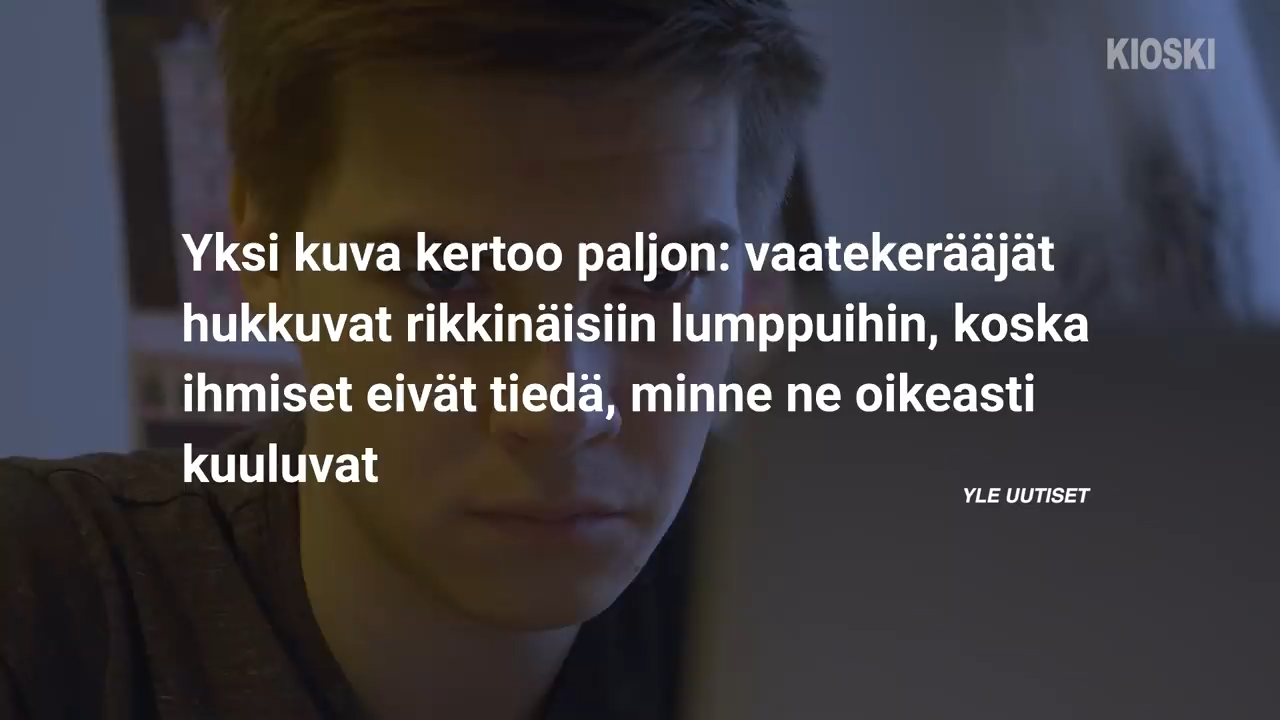 KIOSKI
Yksi kuva kertoo paljon: vaatekerääjät
hukkuvat rikkinäisiin lumppuihin, koska
ihmiset eivät tiedä, minne ne oikeasti
kuuluvat
YLE UUTISET